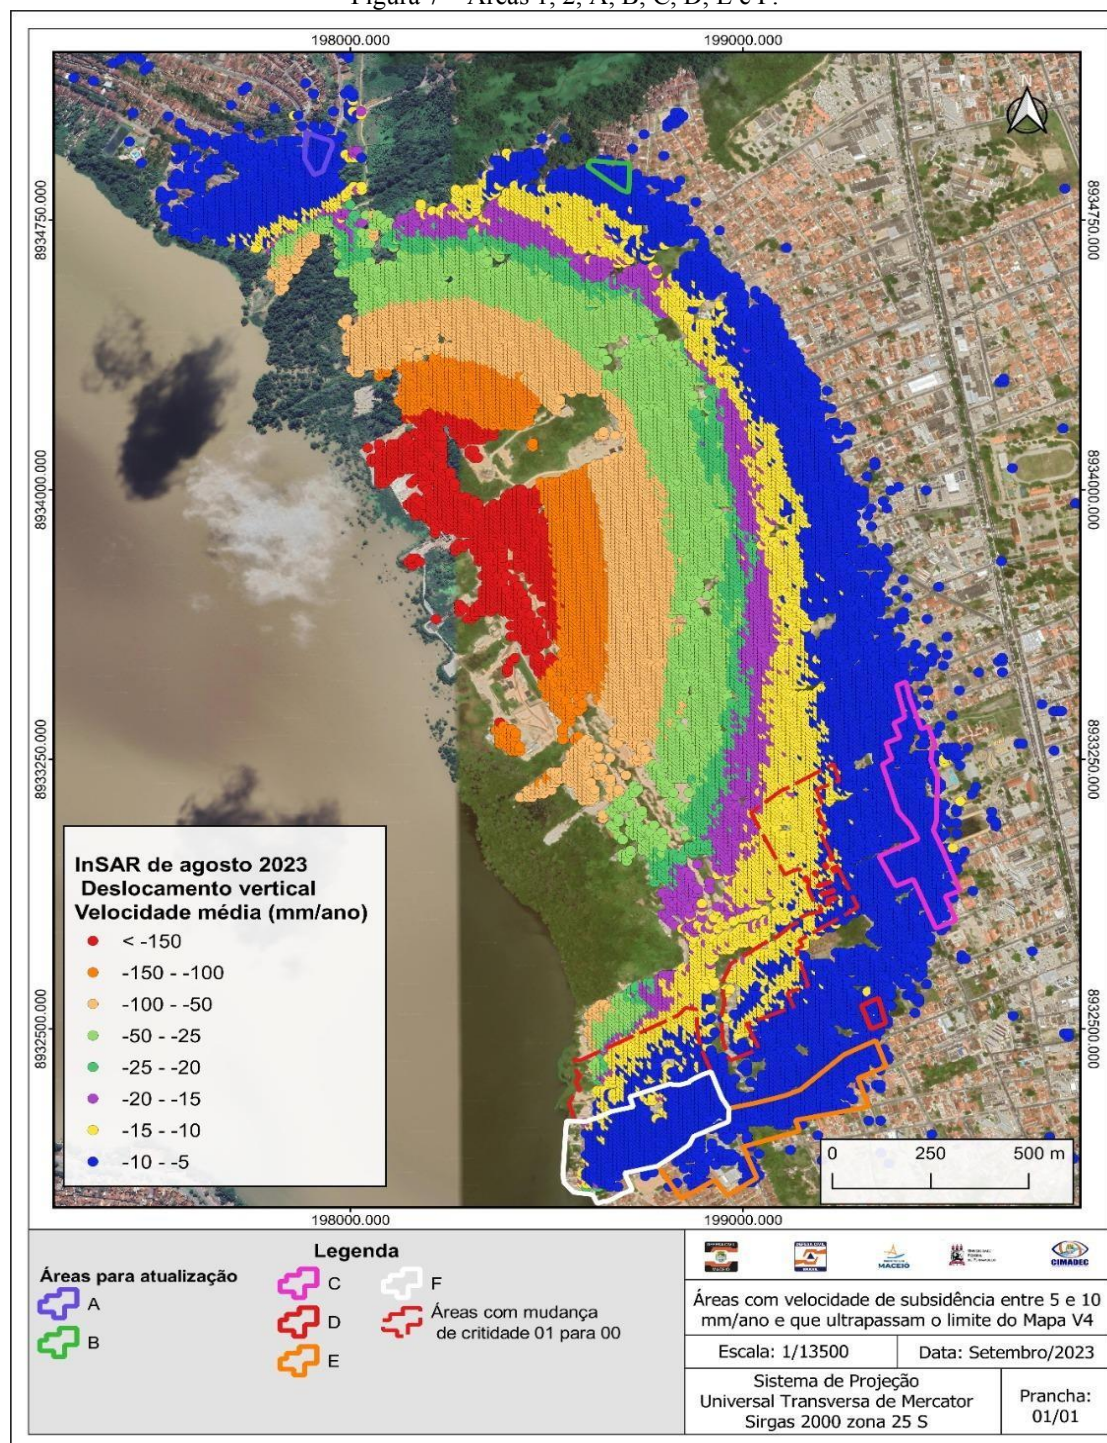 Figura 7 – Áreas 1, 2, A, B, C, D, E e F.
198000.000
199000.000
N
8934750.000
8934750.000
8934000.000
8934000.000
8933250.000
8933250.000
8932500.000
8932500.000
InSAR de agosto 2023
Deslocamento vertical
Velocidade média (mm/ano)
< -150
-150 - -100
-100 - -50
-50 - -25
-25 - -20
-20 - -15
-15 - -10
-10 - -5
0 250 500 m
198000.000
199000.000
Legenda
Áreas para atualização
A
B
C
D
E
F
Áreas com mudança
de critidade 01 para 00
MACEIÓ
CIMADEC
Áreas com velocidade de subsidência entre 5 e 10
mm/ano e que ultrapassam o limite do Mapa V4
Escala: 1/13500
Data: Setembro/2023
Sistema de Projeção
Universal Transversa de Mercator
Sirgas 2000 zona 25 S
Prancha:
01/01